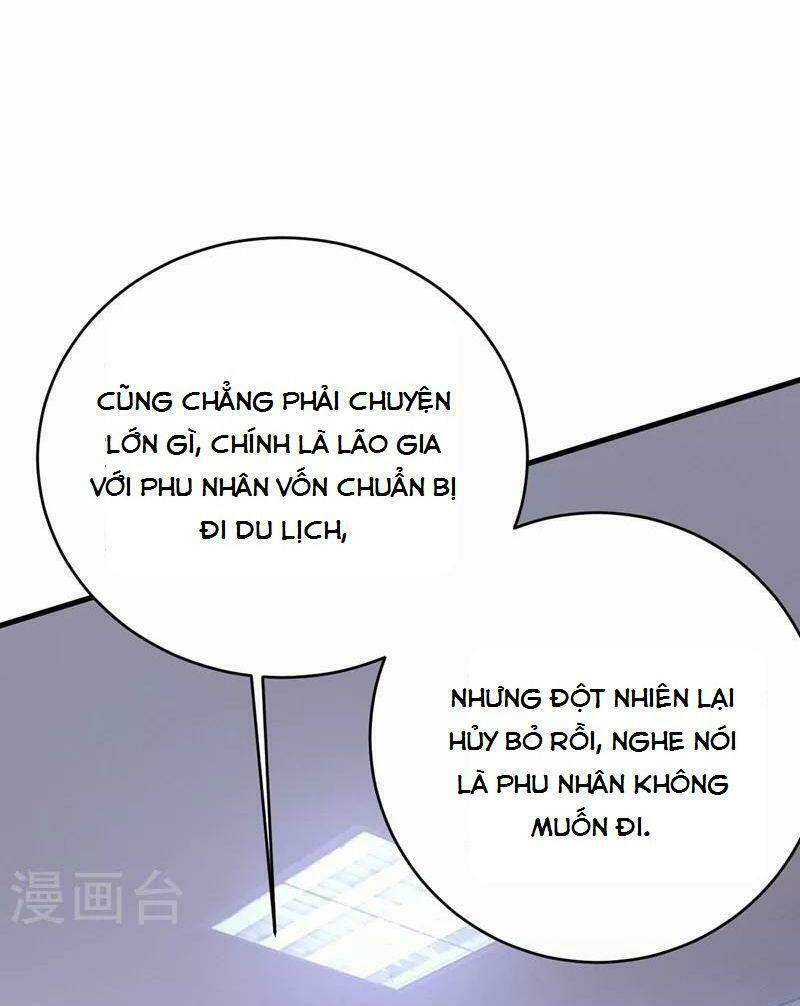 CŨNG CHẲNG PHẢI CHUYỆN
LỚN GÌ, CHÍNH LÀ LÃO GIA
VỚI PHU NHÂN VỐN CHUẨN BỊ
ĐI DU LỊCH,
NHƯNG ĐỘT NHIÊN LẠI
HỦY BỎ RỒI, NGHE NÓI
LÀ PHU NHÂN KHÔNG
MUỐN ĐI.
漫画台